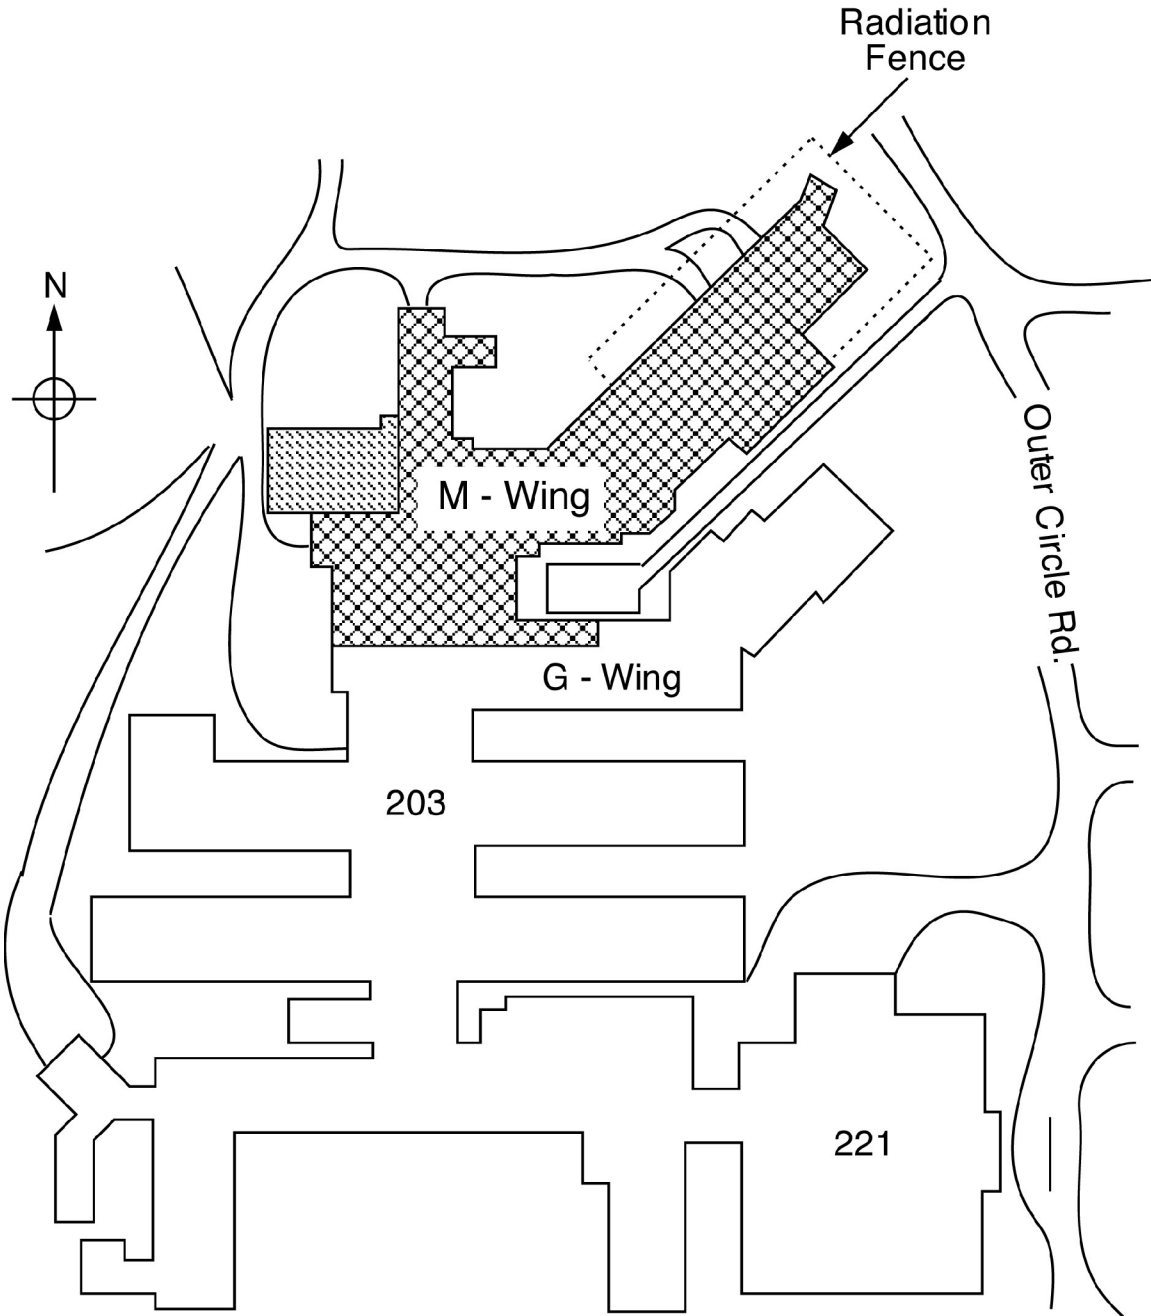 Radiation
Fence
N
M - Wing
Outer Circle Rd.
G - Wing
203
221